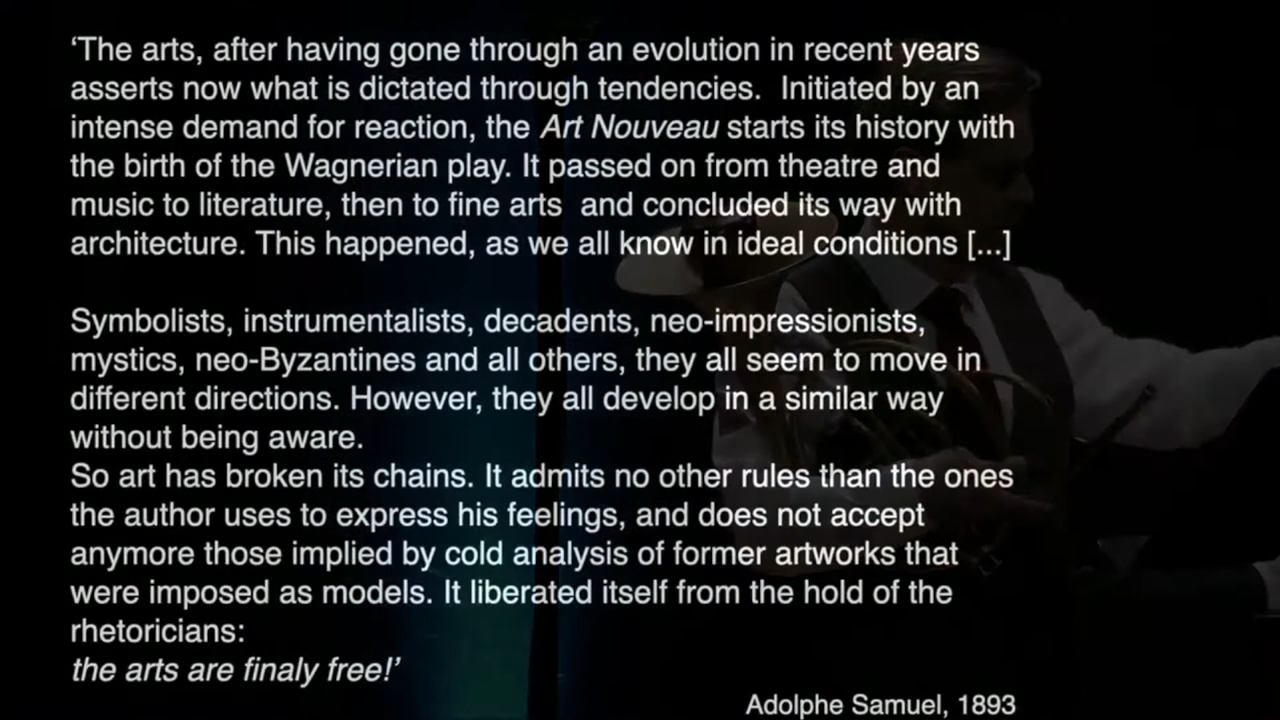 ‘The arts, after having gone through an evolution in recent years
asserts now what is dictated through tendencies.  Initiated by an
intense demand for reaction, the Art Nouveau starts its history with
the birth of the Wagnerian play. It passed on from theatre and
music to literature, then to fine arts  and concluded its way with
architecture. This happened, as we all know in ideal conditions [...]
Symbolists, instrumentalists, decadents, neo-impressionists,
mystics, neo-Byzantines and all others, they all seem to move in
different directions. However, they all develop in a similar way
without being aware.
So art has broken its chains. It admits no other rules than the ones
the author uses to express his feelings, and does not accept
anymore those implied by cold analysis of former artworks that
were imposed as models. It liberated itself from the hold of the
rhetoricians:
the arts are finaly free!’
Adolphe Samuel, 1893